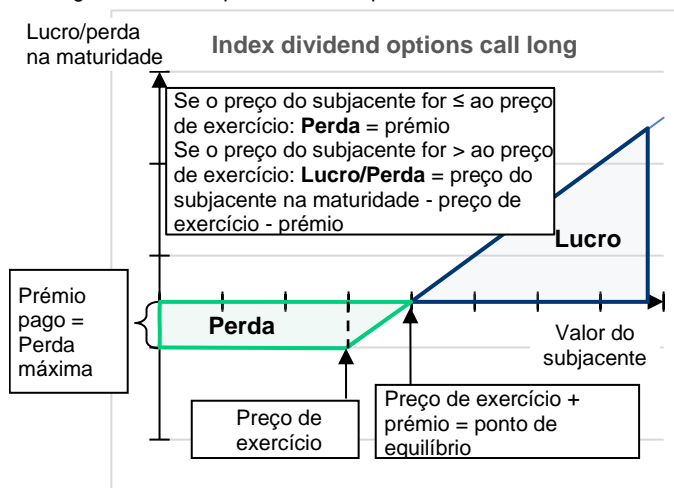 Lucro/perda
na maturidade
Index dividend options call long
Se o preço do subjacente for ≤ ao preço
de exercício: Perda = prémio
Se o preço do subjacente for > ao preço
de exercício: Lucro/Perda = preço do
subjacente na maturidade - preço de
exercício - prémio
Lucro
Prémio
pago =
Perda
máxima
Perda
Valor do
subjacente
Preço de
exercício
Preço de exercício +
prémio = ponto de
equilíbrio